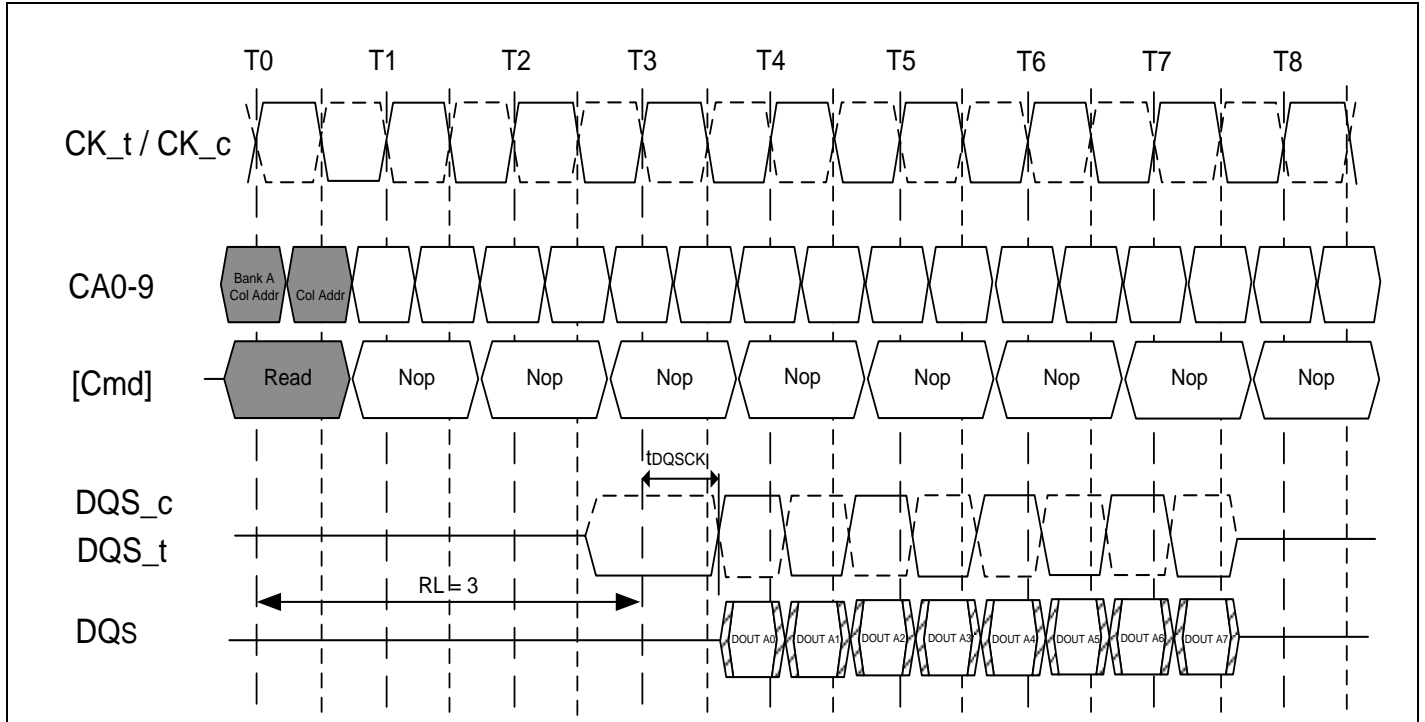 T0 T1 T2 T3 T4 T5 T6 T7 T8
CK_t / CK_c
CA0-9
Bank A
Col Addr
Col Addr
[Cmd]
Read Nop Nop Nop Nop Nop Nop Nop Nop
tDQSCK
DQS_c
DQS_t
RL = 3
DQs
DOUT A0 DOUT A1 DOUT A2 DOUT A3 DOUT A4 DOUT A5 DOUT A6 DOUT A7